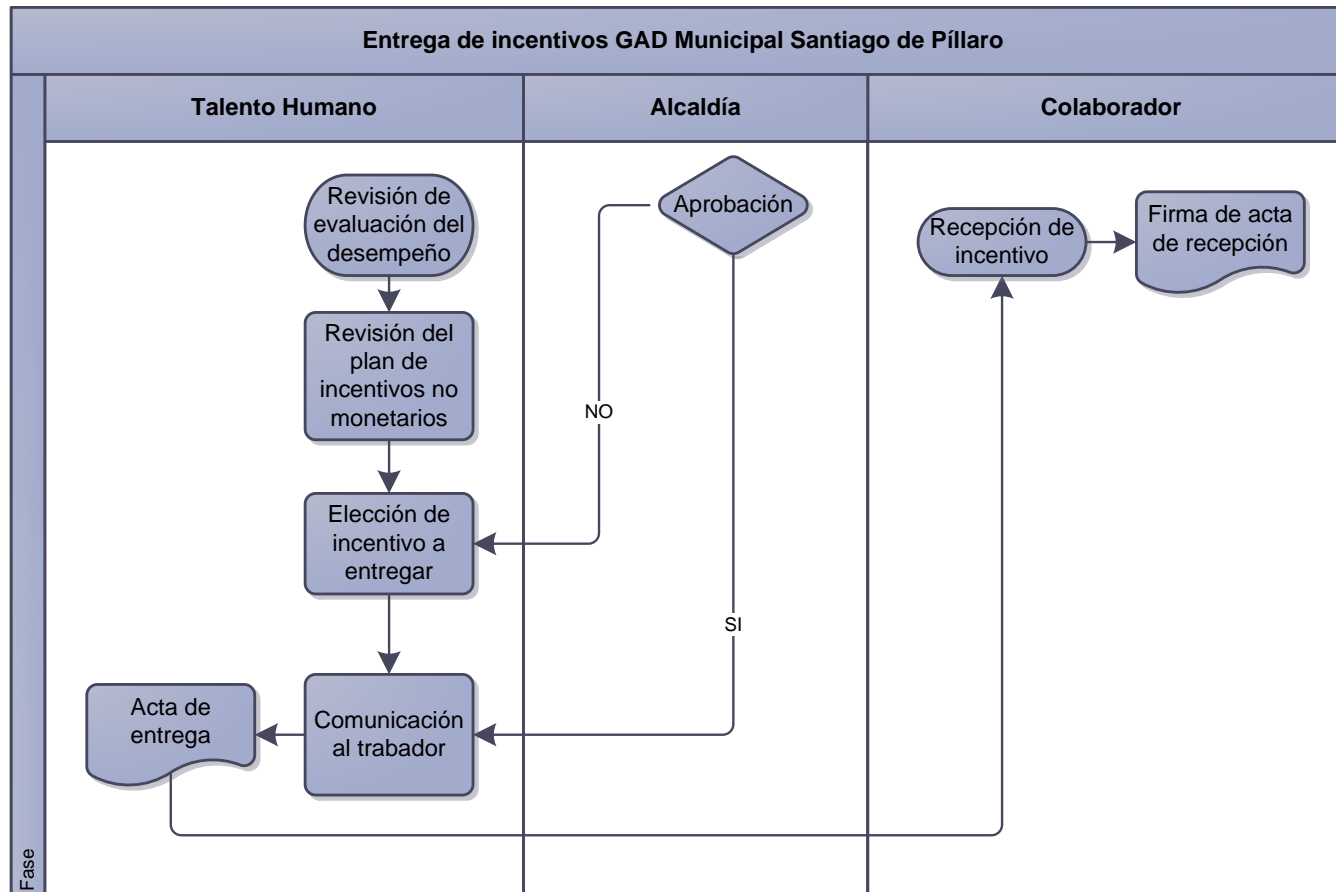 Entrega de incentivos GAD Municipal Santiago de Píllaro
Talento Humano
Alcaldía
Colaborador
Revisión de
evaluación del
desempeño
Revisión del
plan de
incentivos no
monetarios
Elección de
incentivo a
entregar
Comunicación
al trabador
Acta de
entrega
Aprobación
NO
SI
Recepción de
incentivo
Firma de acta
de recepción
Fase